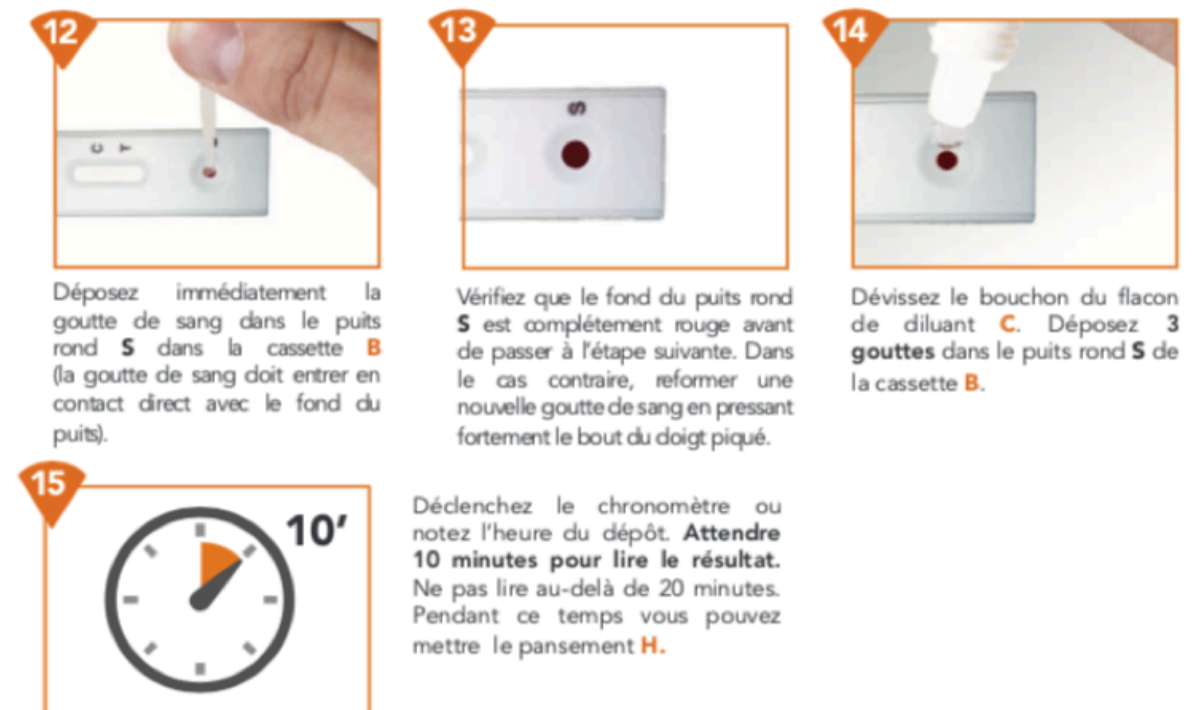 12
C T
Déposez immédiatement la
goutte de sang dans le puits
rond S dans la cassette B
(la goutte de sang doit entrer en
contact direct avec le fond du
puits).
13
S
Vérifiez que le fond du puits rond
S est complétement rouge avant
de passer à l'étape suivante. Dans
le cas contraire, reformer une
nouvelle goutte de sang en pressant
fortement le bout du doigt piqué.
14
Dévissez le bouchon du flacon
de diluant C. Déposez 3
gouttes dans le puits rond S de
la cassette B.
15
10’
Déclenchez le chronomètre ou
notez l’heure du dépôt. Attendre
10 minutes pour lire le résultat.
Ne pas lire au-delà de 20 minutes.
Pendant ce temps vous pouvez
mettre le pansement H.